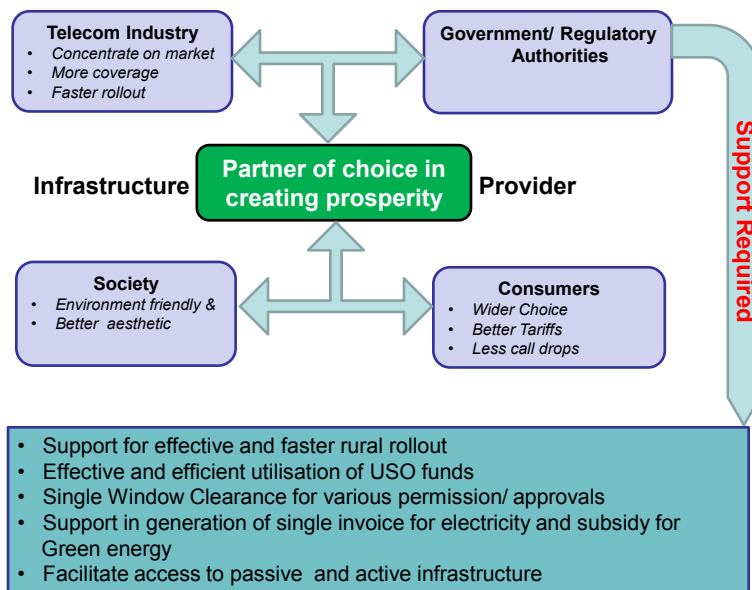 Telecom Industry
• Concentrate on market
• More coverage
• Faster rollout
Government/ Regulatory
Authorities
Support Required
Infrastructure
Partner of choice in
creating prosperity
Provider
Society
• Environment friendly &
• Better aesthetic
Consumers
• Wider Choice
• Better Tariffs
• Less call drops
• Support for effective and faster rural rollout
• Effective and efficient utilisation of USO funds
• Single Window Clearance for various permission/ approvals
• Support in generation of single invoice for electricity and subsidy for
Green energy
• Facilitate access to passive and active infrastructure